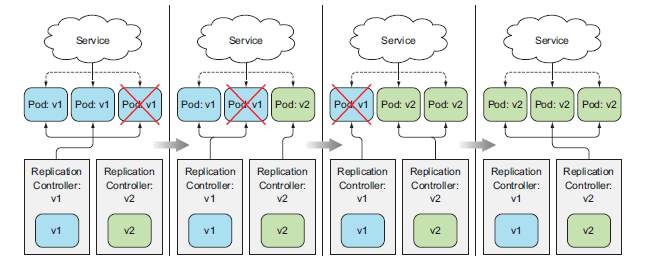 Service
Pod: v1 Pod: v1 Pod: v1
Replication Controller: v1
v1
Replication Controller: v2
v2
Service
Pod: v1 Pod: v1 Pod: v2
Replication Controller: v1
v1
Replication Controller: v2
v2
Service
Pod: v1 Pod: v2 Pod: v2
Replication Controller: v1
v1
Replication Controller: v2
v2
Service
Pod: v2 Pod: v2 Pod: v2
Replication Controller: v1
v1
Replication Controller: v2
v2